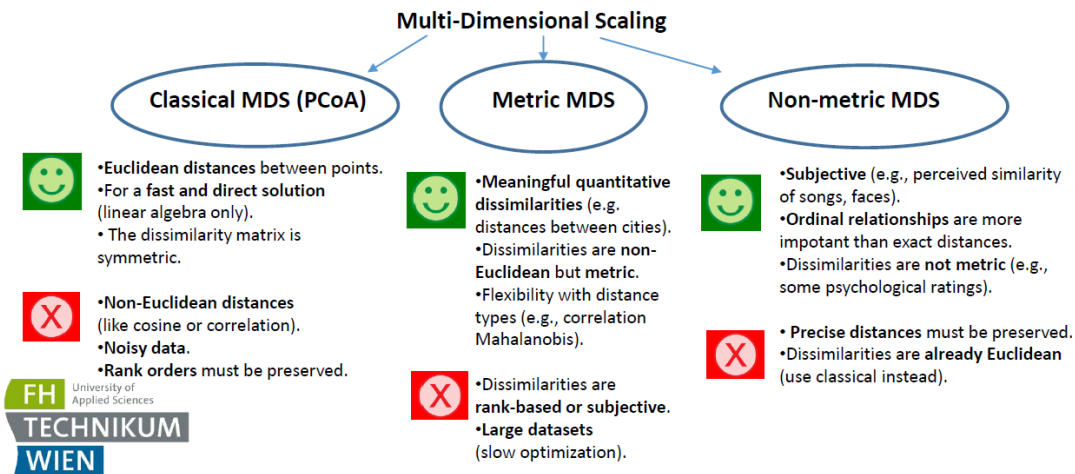 Multi-Dimensional Scaling
Classical MDS (PCoA)
•Euclidean distances between points.
•For a fast and direct solution
(linear algebra only).
• The dissimilarity matrix is
symmetric.
X
•Non-Euclidean distances
(like cosine or correlation).
•Noisy data.
•Rank orders must be preserved.
Metric MDS
•Meaningful quantitative
dissimilarities (e.g.
distances between cities).
•Dissimilarities are non-
Euclidean but metric.
•Flexibility with distance
types (e.g., correlation
Mahalanobis).
X
•Dissimilarities are
rank-based or subjective.
•Large datasets
(slow optimization).
Non-metric MDS
•Subjective (e.g., perceived similarity
of songs, faces).
•Ordinal relationships are more
impotant than exact distances.
•Dissimilarities are not metric (e.g.,
some psychological ratings).
X
• Precise distances must be preserved.
•Dissimilarities are already Euclidean
(use classical instead).
FH University of
Applied Sciences
TECHNIKUM
WIEN